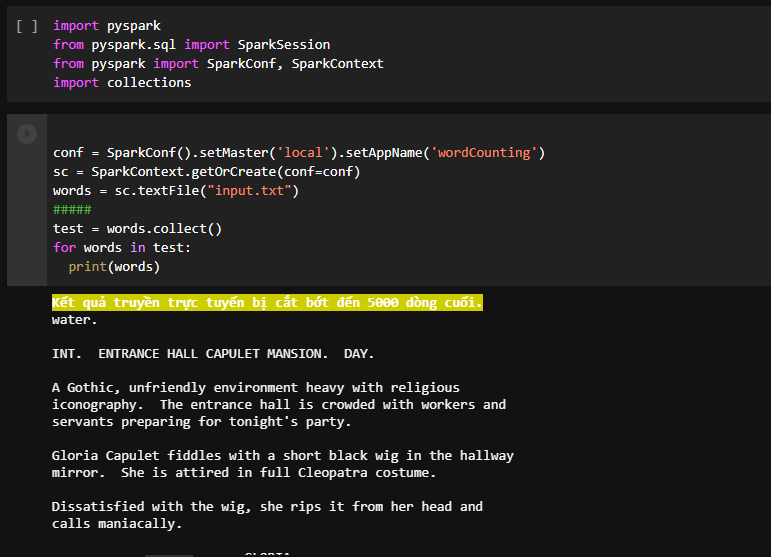 [ ] import pyspark
from pyspark.sql import SparkSession
from pyspark import SparkConf, SparkContext
import collections
conf = SparkConf().setMaster('local').setAppName('wordCounting')
sc = SparkContext.getOrCreate(conf=conf)
words = sc.textFile("input.txt")
#####
test = words.collect()
for words in test:
  print(words)
Kết quả truyền trực tuyến bị cắt bớt đến 5000 dòng cuối.
water.
INT.  ENTRANCE HALL CAPULET MANSION.  DAY.
A Gothic, unfriendly environment heavy with religious
iconography.  The entrance hall is crowded with workers and
servants preparing for tonight's party.
Gloria Capulet fiddles with a short black wig in the hallway
mirror.  She is attired in full Cleopatra costume.
Dissatisfied with the wig, she rips it from her head and
calls maniacally.
GLORIA